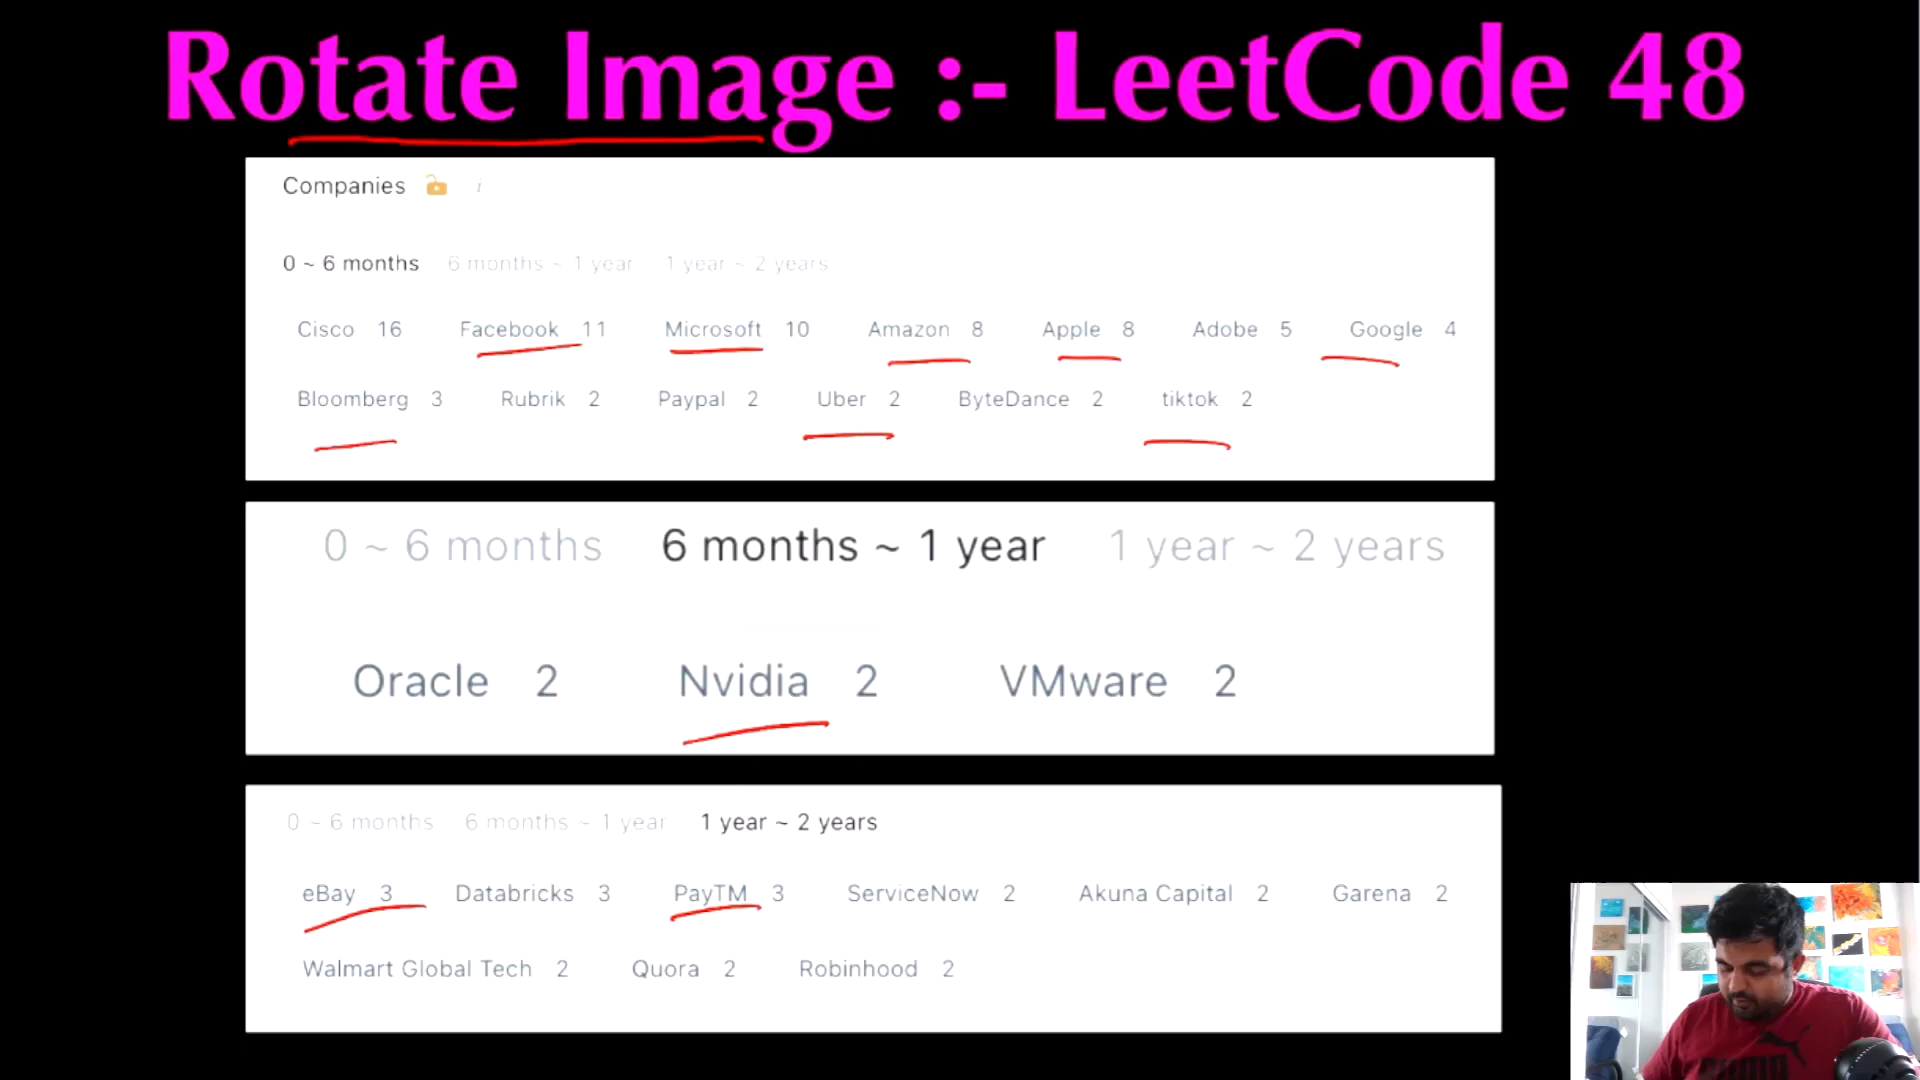 Rotate Image :- LeetCode 48
Companies i
0 ~ 6 months 6 months ~ 1 year 1 year ~ 2 years
Cisco 16 Facebook 11 Microsoft 10 Amazon 8 Apple 8 Adobe 5 Google 4
Bloomberg 3 Rubrik 2 Paypal 2 Uber 2 ByteDance 2 tiktok 2
0 ~ 6 months 6 months ~ 1 year 1 year ~ 2 years
Oracle 2 Nvidia 2 VMware 2
0 ~ 6 months 6 months ~ 1 year 1 year ~ 2 years
eBay 3 Databricks 3 PayTM 3 ServiceNow 2 Akuna Capital 2 Garena 2
Walmart Global Tech 2 Quora 2 Robinhood 2